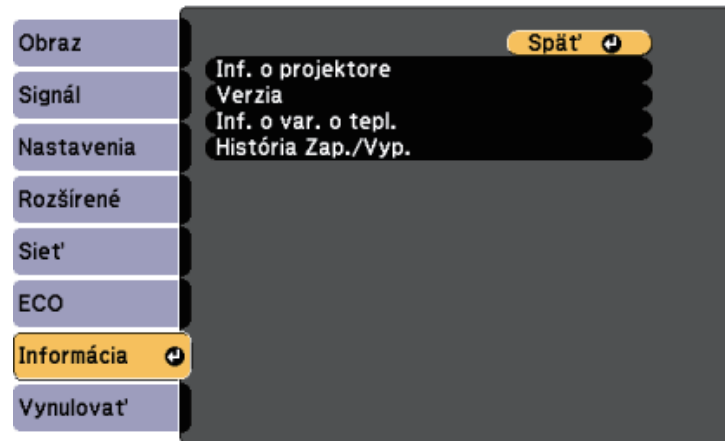 Obraz
Signál
Nastavenia
Rozšírené
Sieť
ECO
Informácia
Vynulovať
Späť
Inf. o projektore
Verzia
Inf. o var. o tepl.
História Zap./Vyp.